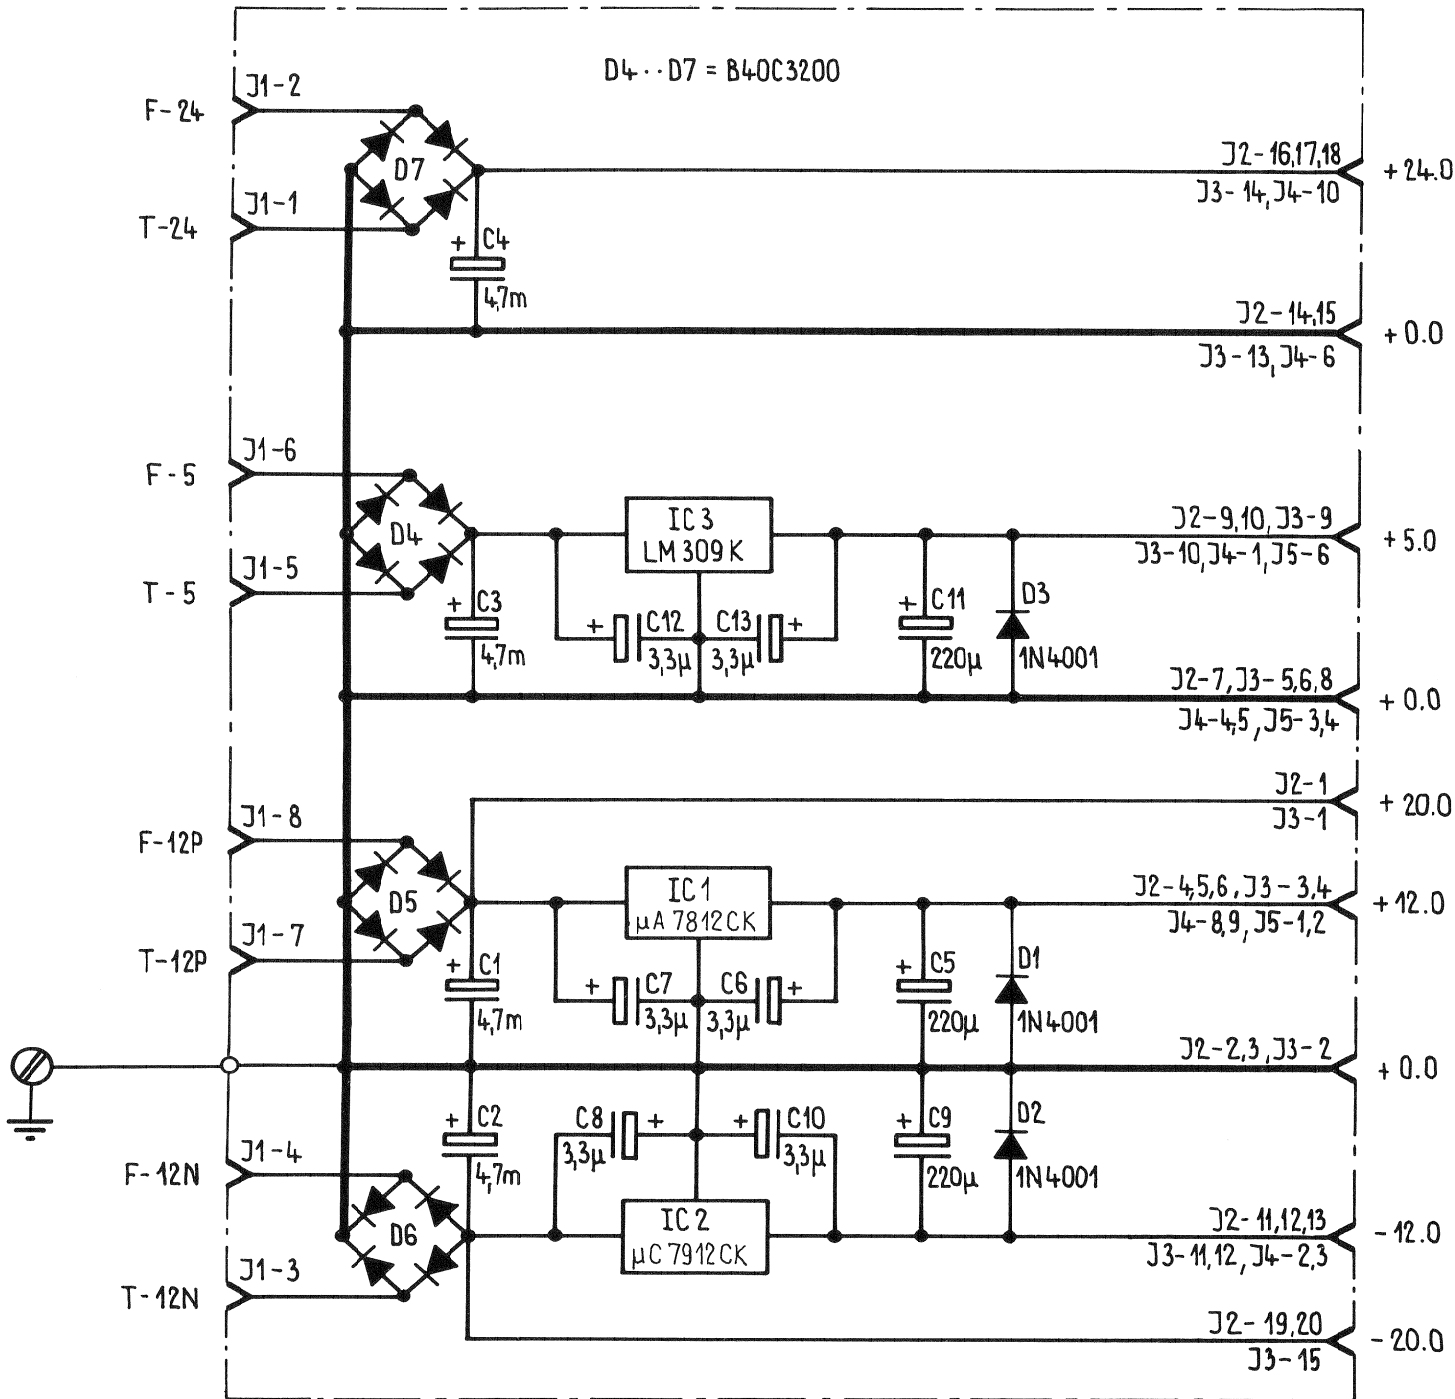 D4··D7 = B40C3200
J1-2
F-24
D7
J2-16,17,18
+24.0
J3-14,J4-10
J1-1
T-24
+ C4
4,7m
J2-14,15
+0.0
J3-13,J4-6
J1-6
F-5
D4
IC3
LM309K
J2-9,10,J3-9
+5.0
J3-10,J4-1,J5-6
J1-5
T-5
+ C3
4,7m
+ C12
3,3µ
C13 +
3,3µ
+ C11
220µ
D3
1N4001
J2-7,J3-5,6,8
+0.0
J4-4,5,J5-3,4
J2-1
+20.0
J3-1
J1-8
F-12P
D5
IC1
µA7812CK
J2-4,5,6,J3-3,4
+12.0
J4-8,9,J5-1,2
J1-7
T-12P
+ C1
4,7m
+ C7
3,3µ
C6 +
3,3µ
+ C5
220µ
D1
1N4001
J2-2,3,J3-2
+0.0
+ C2
4,7m
C8 +
3,3µ
+ C10
3,3µ
+ C9
220µ
D2
1N4001
J1-4
F-12N
D6
IC2
µC7912CK
J2-11,12,13
-12.0
J3-11,12,J4-2,3
J1-3
T-12N
J2-19,20
-20.0
J3-15